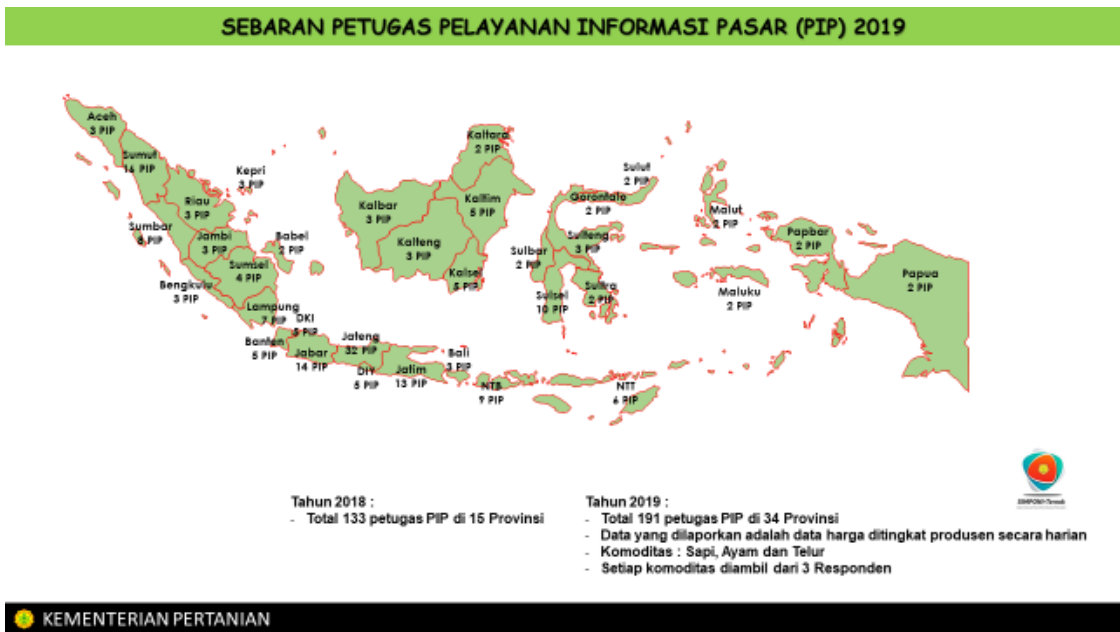 SEBARAN PETUGAS PELAYANAN INFORMASI PASAR (PIP) 2019
Aceh
3 PIP
Sumut
16 PIP
Kepri
3 PIP
Riau
3 PIP
Sumbar
6 PIP
Jambi
3 PIP
Babel
2 PIP
Sumsel
4 PIP
Bengkulu
3 PIP
Lampung
7 PIP
DKI
5 PIP
Banten
5 PIP
Jabar
14 PIP
Jateng
32 PIP
DIY
5 PIP
Jatim
13 PIP
Bali
3 PIP
NTB
9 PIP
NTT
6 PIP
Kaltara
2 PIP
Kalbar
3 PIP
Kaltim
5 PIP
Kalteng
3 PIP
Kalsel
5 PIP
Sulut
2 PIP
Gorontalo
2 PIP
Sulteng
3 PIP
Sulbar
2 PIP
Sulsel
10 PIP
Sultra
2 PIP
Malut
2 PIP
Maluku
2 PIP
Papbar
2 PIP
Papua
2 PIP
Tahun 2018 :
- Total 133 petugas PIP di 15 Provinsi
Tahun 2019 :
- Total 191 petugas PIP di 34 Provinsi
- Data yang dilaporkan adalah data harga ditingkat produsen secara harian
- Komoditas : Sapi, Ayam dan Telur
- Setiap komoditas diambil dari 3 Responden
KEMENTERIAN PERTANIAN